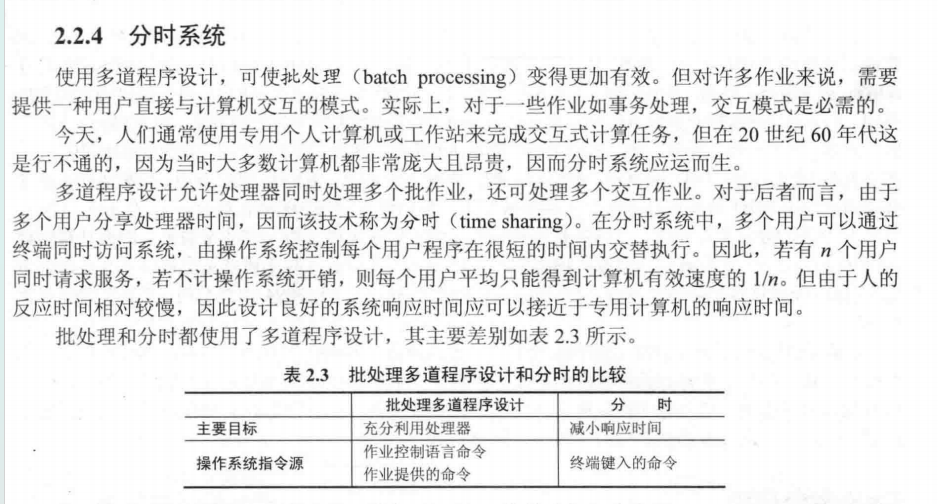 2.2.4 分时系统
使用多道程序设计，可使批处理（batch processing）变得更加有效。但对许多作业来说，需要
提供一种用户直接与计算机交互的模式。实际上，对于一些作业如事务处理，交互模式是必需的。
今天，人们通常使用专用个人计算机或工作站来完成交互式计算任务，但在 20 世纪 60 年代这
是行不通的，因为当时大多数计算机都非常庞大且昂贵，因而分时系统应运而生。
多道程序设计允许处理器同时处理多个批作业，还可处理多个交互作业。对于后者而言，由于
多个用户分享处理器时间，因而该技术称为分时（time sharing）。在分时系统中，多个用户可以通过
终端同时访问系统，由操作系统控制每个用户程序在很短的时间内交替执行。因此，若有 n 个用户
同时请求服务，若不计操作系统开销，则每个用户平均只能得到计算机有效速度的 1/n。但由于人的
反应时间相对较慢，因此设计良好的系统响应时间应可以接近于专用计算机的响应时间。
批处理和分时都使用了多道程序设计，其主要差别如表 2.3 所示。
表 2.3 批处理多道程序设计和分时的比较
批处理多道程序设计 分 时
主要目标 充分利用处理器 减小响应时间
操作系统指令源 作业控制语言命令 终端键入的命令
作业提供的命令